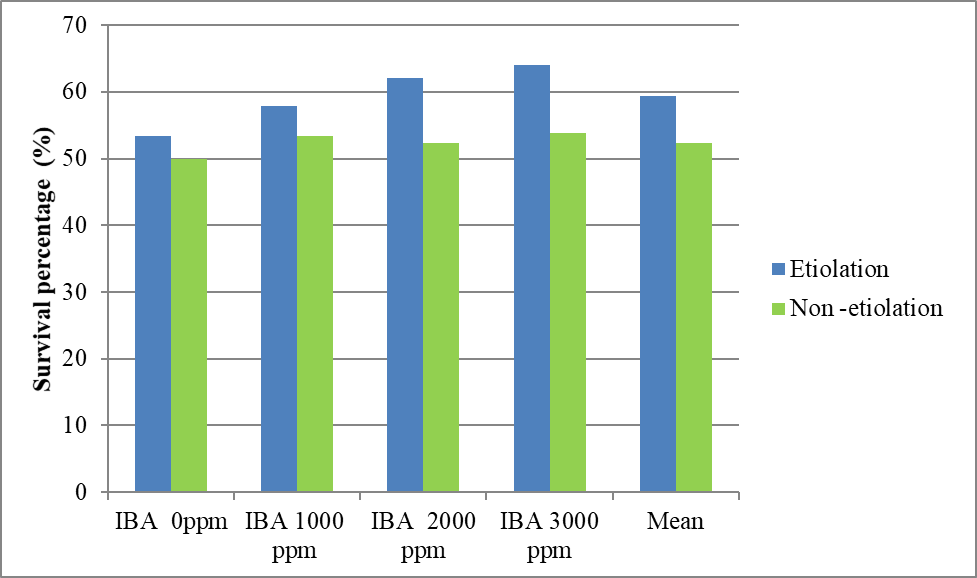 70
60
50
40
30
20
10
0
Survival percentage (%)
IBA 0ppm
IBA 1000
ppm
IBA 2000
ppm
IBA 3000
ppm
Mean
Etiolation
Non -etiolation